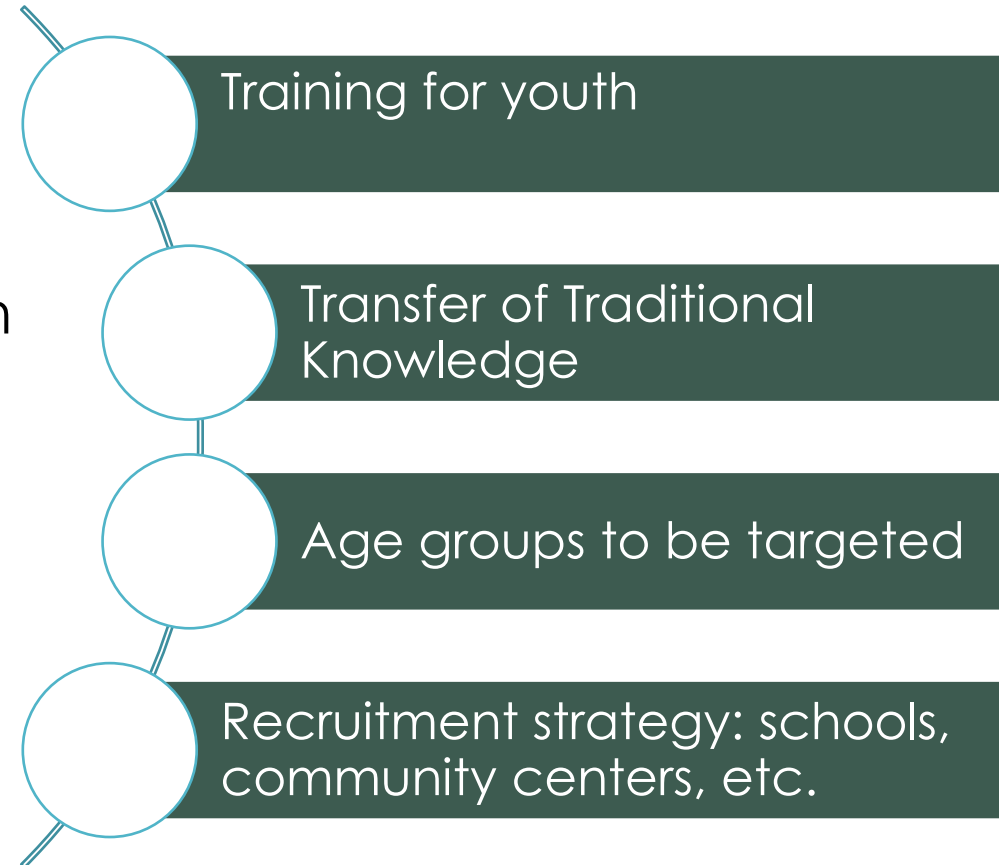 Training for youth
Transfer of Traditional
Knowledge
Age groups to be targeted
Recruitment strategy: schools,
community centers, etc.